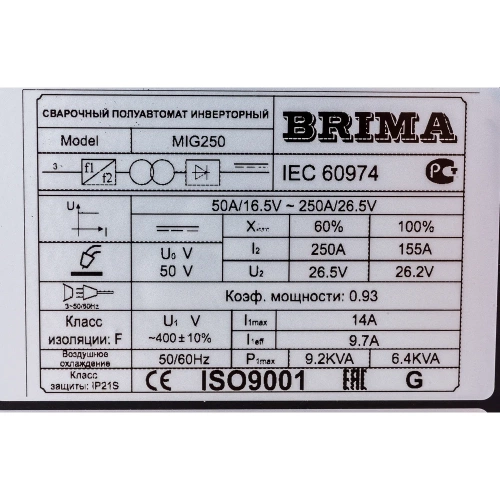 СВАРОЧНЫЙ ПОЛУАВТОМАТ ИНВЕРТОРНЫЙ
BRIMA
Model MIG250
3~ f1 f2 IEC 60974 РС
U I 50A/16.5V ~ 250A/26.5V
X 60% 100%
U₀ V I2 250A 155A
50 V U2 26.5V 26.2V
3~50/60Hz Коэф. мощности: 0.93
Класс изоляции: F U₁ V I₁max 14A
~400±10% I₁eff 9.7A
Воздушное охлаждение 50/60Hz P₁max 9.2KVA 6.4KVA
Класс защиты: IP21S CE ISO9001 EAC G